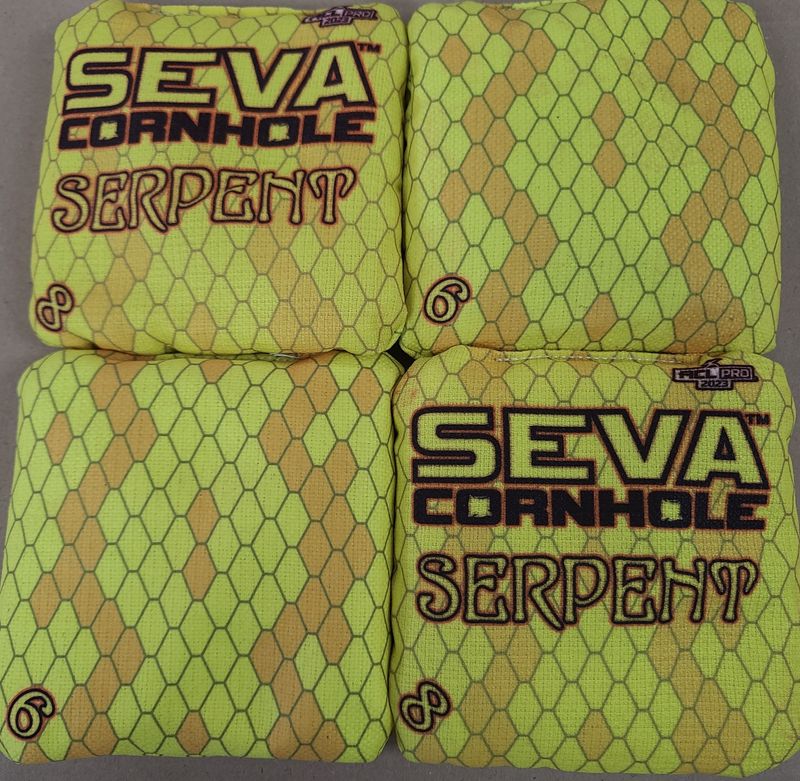 ACL PRO
2023
SEVA™
CORNHOLE
SERPENT
8
6
6
ACL PRO
2023
SEVA™
CORNHOLE
SERPENT
8